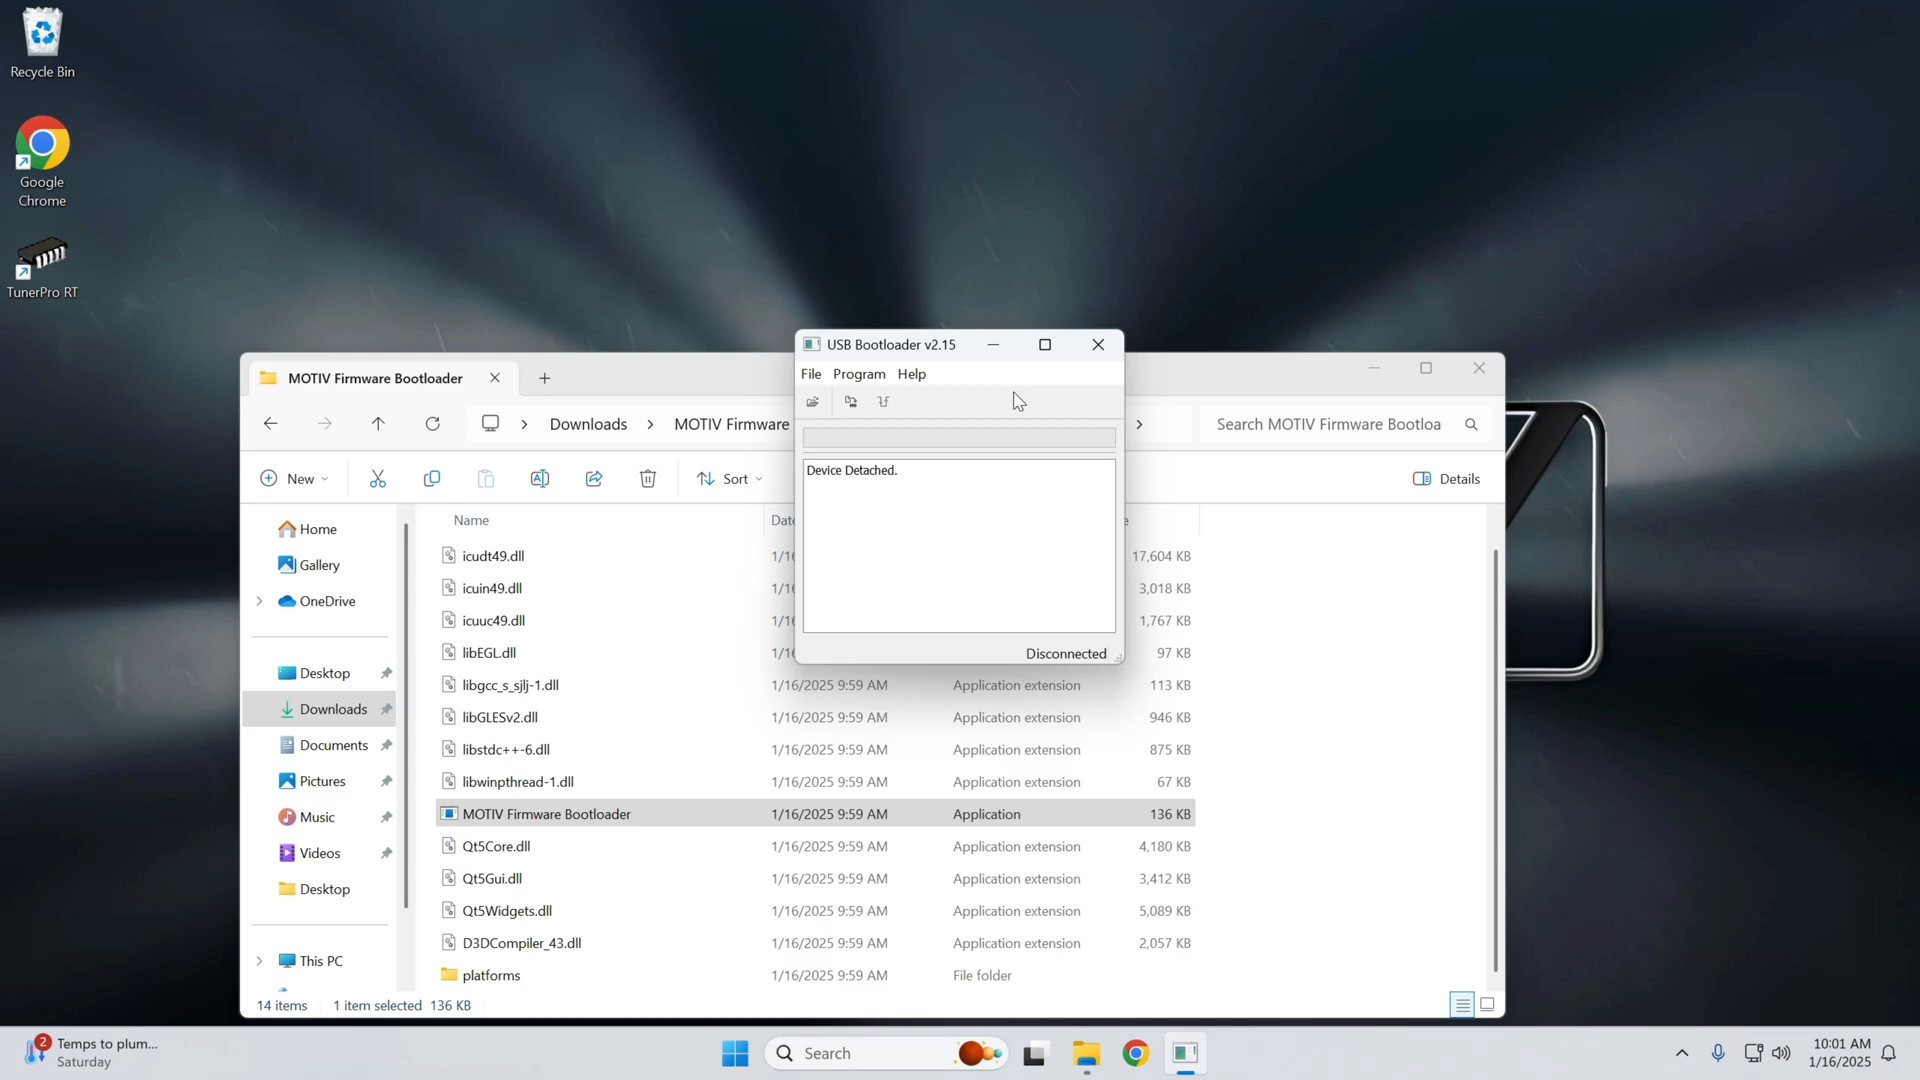 Recycle Bin
Google
Chrome
TunerPro RT
USB Bootloader v2.15
File Program Help
Device Detached.
Disconnected
MOTIV Firmware Bootloader
Downloads
MOTIV Firmware
Search MOTIV Firmware Bootloa
New
Sort
Details
Home
Gallery
OneDrive
Desktop
Downloads
Documents
Pictures
Music
Videos
Desktop
This PC
Name
icudt49.dll 1/16 17,604 KB
icuin49.dll 1/16 3,018 KB
icuuc49.dll 1/16 1,767 KB
libEGL.dll 1/16 97 KB
libgcc_s_sjlj-1.dll 1/16/2025 9:59 AM Application extension 113 KB
libGLESv2.dll 1/16/2025 9:59 AM Application extension 946 KB
libstdc++-6.dll 1/16/2025 9:59 AM Application extension 875 KB
libwinpthread-1.dll 1/16/2025 9:59 AM Application extension 67 KB
MOTIV Firmware Bootloader 1/16/2025 9:59 AM Application 136 KB
Qt5Core.dll 1/16/2025 9:59 AM Application extension 4,180 KB
Qt5Gui.dll 1/16/2025 9:59 AM Application extension 3,412 KB
Qt5Widgets.dll 1/16/2025 9:59 AM Application extension 5,089 KB
D3DCompiler_43.dll 1/16/2025 9:59 AM Application extension 2,057 KB
platforms 1/16/2025 9:59 AM File folder
14 items 1 item selected 136 KB
2
Temps to plum...
Saturday
Search
10:01 AM
1/16/2025